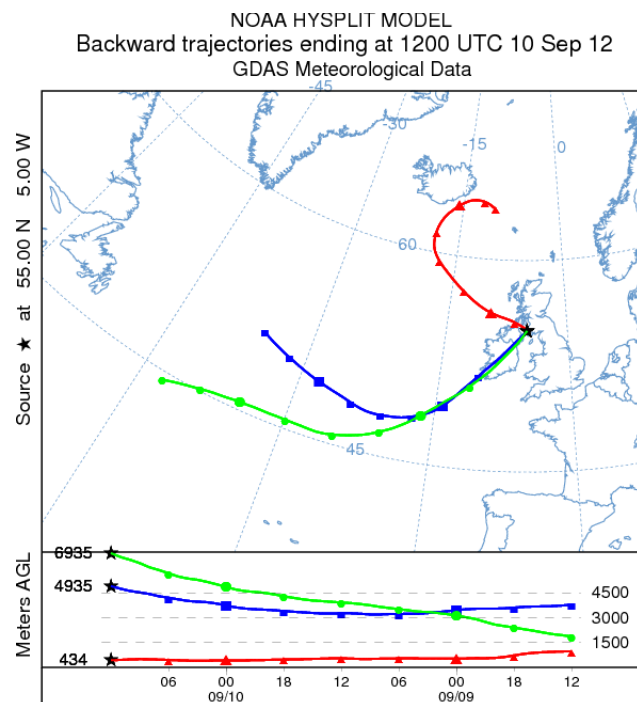 NOAA HYSPLIT MODEL
Backward trajectories ending at 1200 UTC 10 Sep 12
GDAS Meteorological Data
Source ★ at 55.00 N 5.00 W
-45
-30
-15
0
60
45
Meters AGL
6935
4935
434
4500
3000
1500
06 00 18 12 06 00 18 12
09/10 09/09